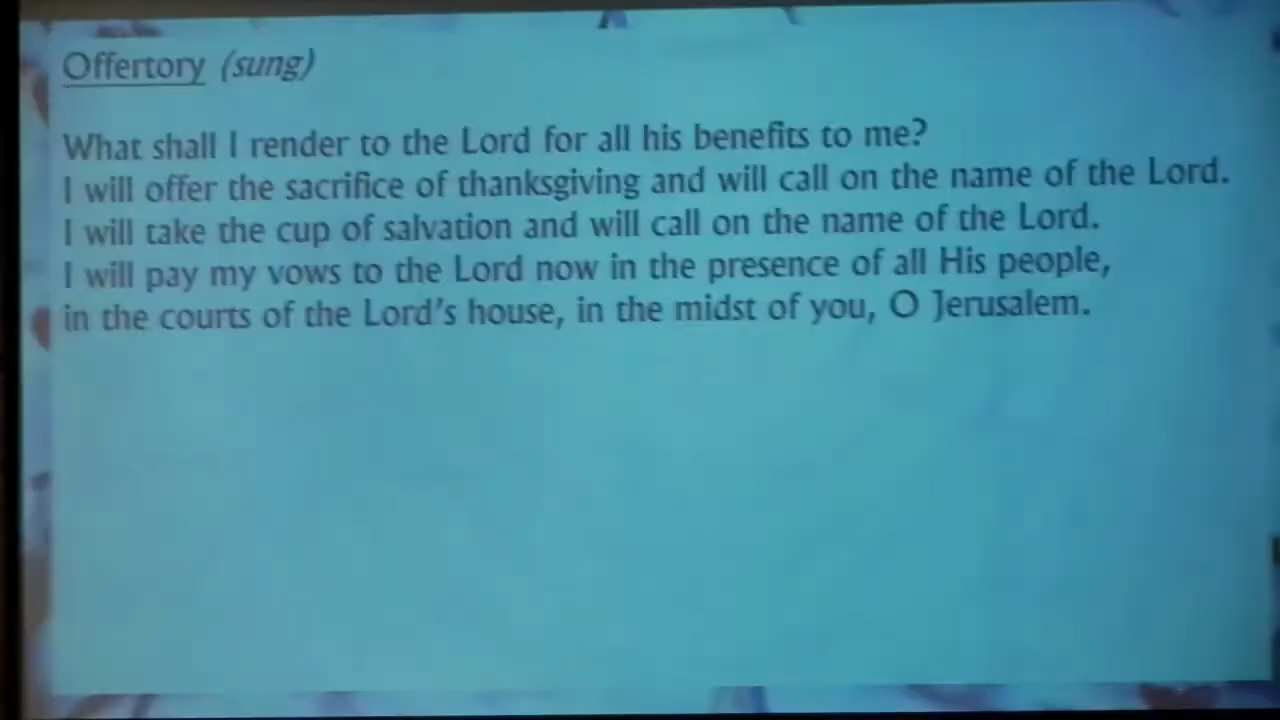 Offertory (sung)
What shall I render to the Lord for all his benefits to me?
I will offer the sacrifice of thanksgiving and will call on the name of the Lord.
I will take the cup of salvation and will call on the name of the Lord.
I will pay my vows to the Lord now in the presence of all His people,
in the courts of the Lord's house, in the midst of you, O Jerusalem.